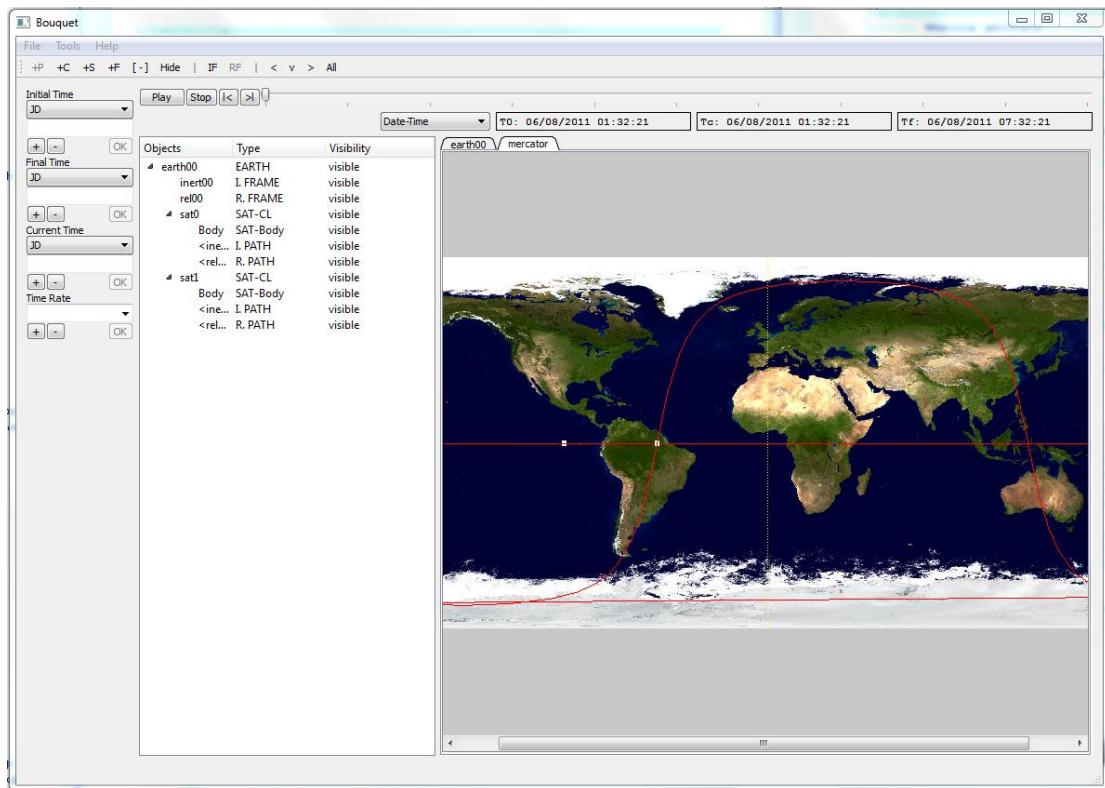 Bouquet
File Tools Help
+P +C +S +F [-] Hide | IF RF | < v > All
Initial Time
JD
+ - OK
Final Time
JD
+ - OK
Current Time
JD
+ - OK
Time Rate
+ - OK
Play Stop |< >|
Date-Time T0: 06/08/2011 01:32:21 Tc: 06/08/2011 01:32:21 Tf: 06/08/2011 07:32:21
Objects Type Visibility
earth00 EARTH visible
inert00 I. FRAME visible
rel00 R. FRAME visible
sat0 SAT-CL visible
Body SAT-Body visible
<ine... I. PATH visible
<rel... R. PATH visible
sat1 SAT-CL visible
Body SAT-Body visible
<ine... I. PATH visible
<rel... R. PATH visible
earth00 mercator